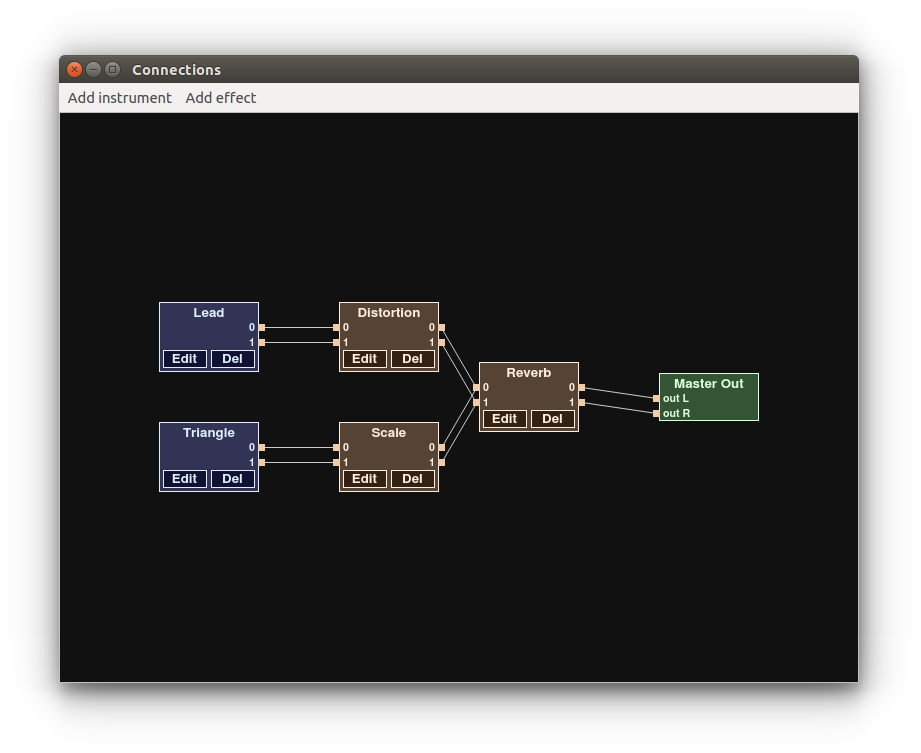 Connections
Add instrument Add effect
Lead
0
1
Edit Del
Distortion
0 0
1 1
Edit Del
Triangle
0
1
Edit Del
Scale
0 0
1 1
Edit Del
Reverb
0 0
1 1
Edit Del
Master Out
out L
out R